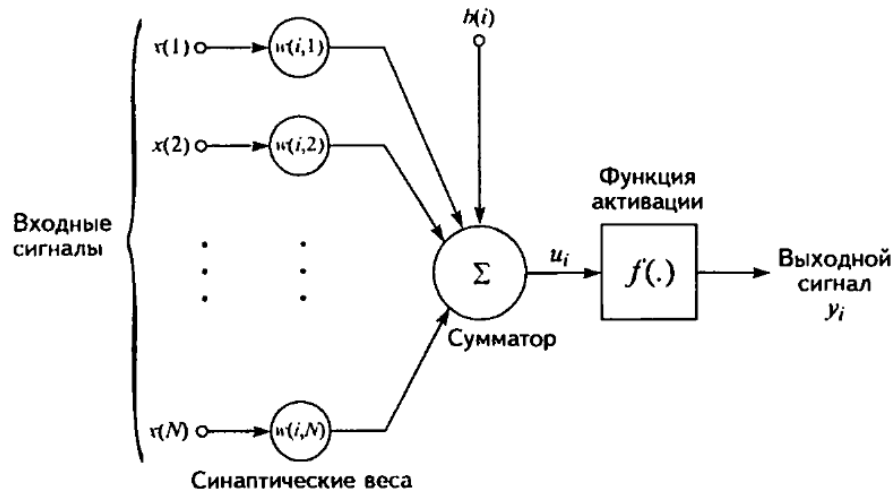 b(i)
x(1)
w(i,1)
x(2)
w(i,2)
Функция
активации
Входные
сигналы
Σ
u_i
f(.)
Выходной
сигнал
y_i
Сумматор
x(N)
w(i,N)
Синаптические веса